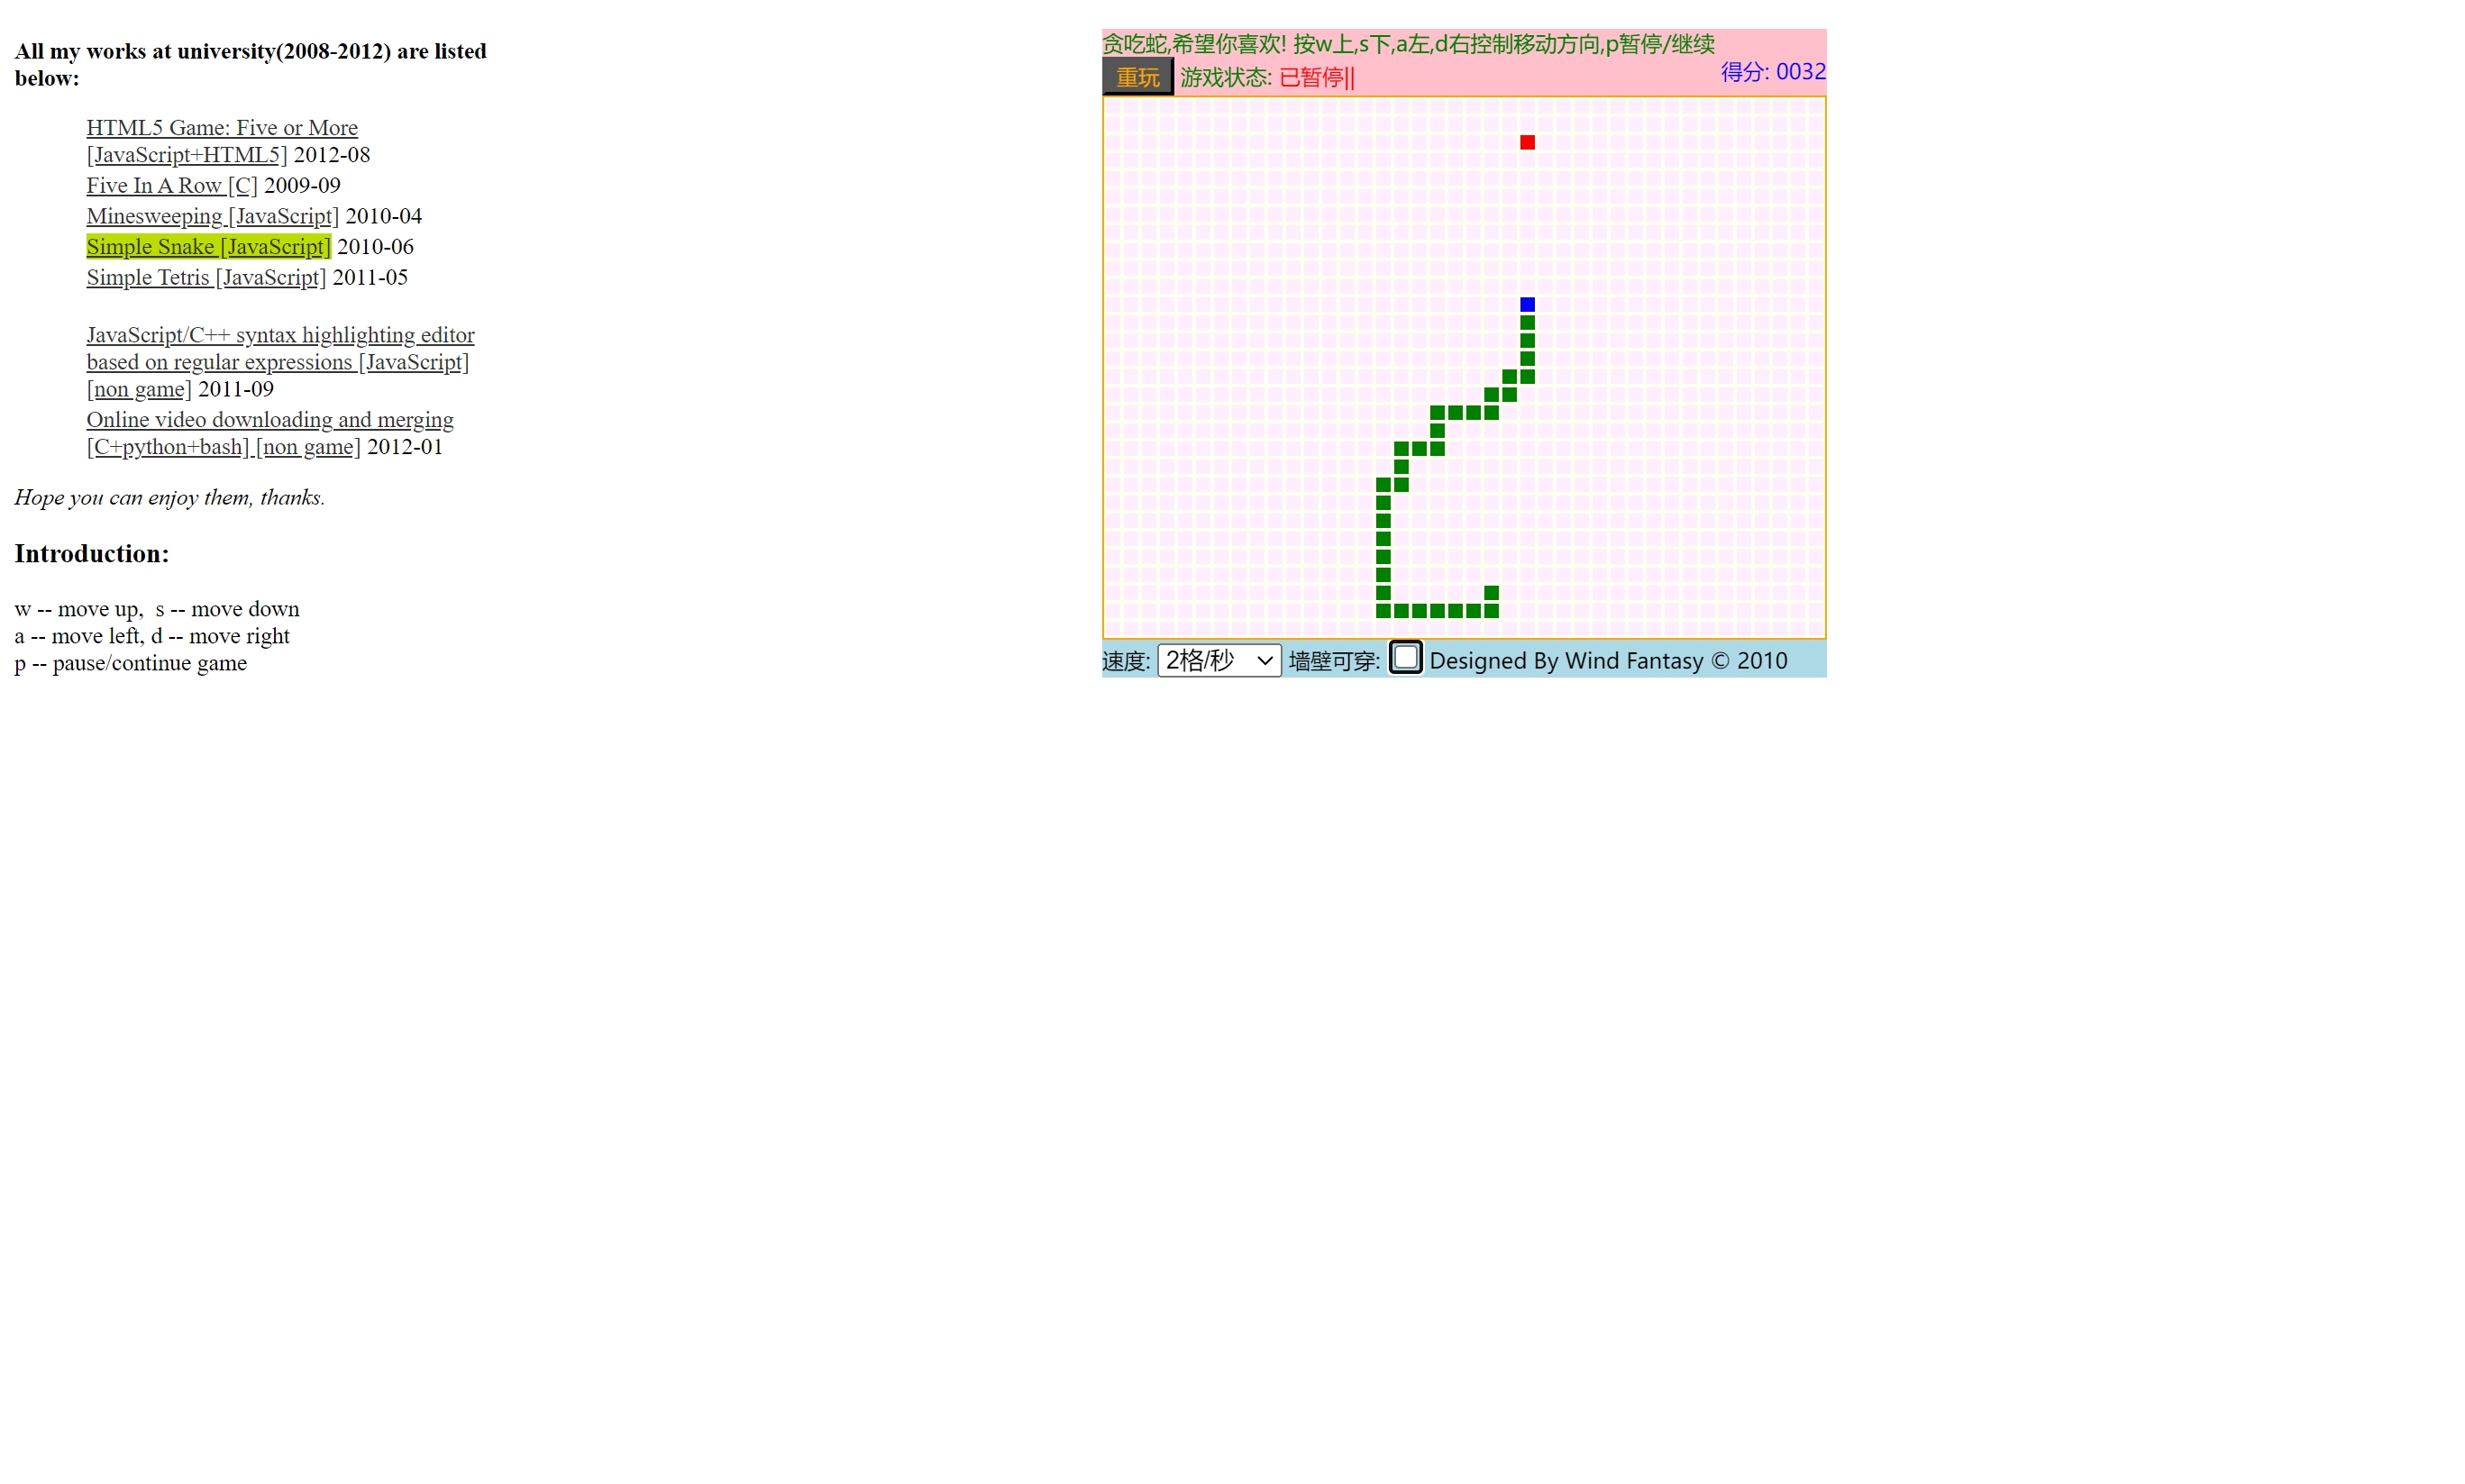 All my works at university(2008-2012) are listed
below:
HTML5 Game: Five or More
[JavaScript+HTML5] 2012-08
Five In A Row [C] 2009-09
Minesweeping [JavaScript] 2010-04
Simple Snake [JavaScript] 2010-06
Simple Tetris [JavaScript] 2011-05
JavaScript/C++ syntax highlighting editor
based on regular expressions [JavaScript]
[non game] 2011-09
Online video downloading and merging
[C+python+bash] [non game] 2012-01
Hope you can enjoy them, thanks.
Introduction:
w -- move up,  s -- move down
a -- move left, d -- move right
p -- pause/continue game
贪吃蛇,希望你喜欢! 按w上,s下,a左,d右控制移动方向,p暂停/继续
重玩 游戏状态: 已暂停|| 得分: 0032
速度: 2格/秒 墙壁可穿: Designed By Wind Fantasy © 2010